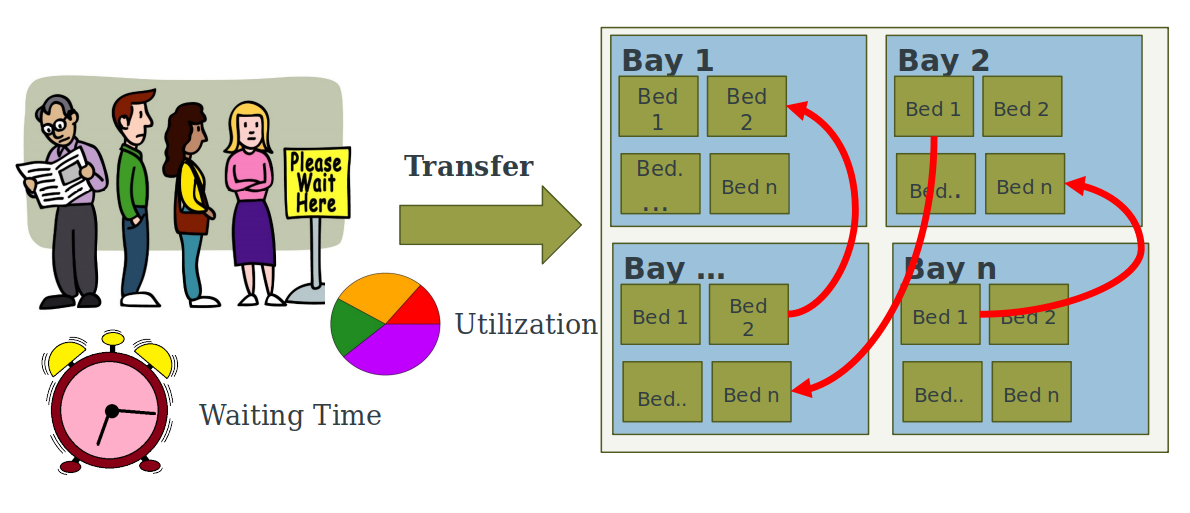 Please
Wait
Here
Transfer
Utilization
Waiting Time
Bay 1
Bed
1
Bed
2
Bed.
...
Bed n
Bay 2
Bed 1
Bed 2
Bed..
Bed n
Bay ...
Bed 1
Bed
2
Bed..
Bed n
Bay n
Bed 1
Bed 2
Bed..
Bed n